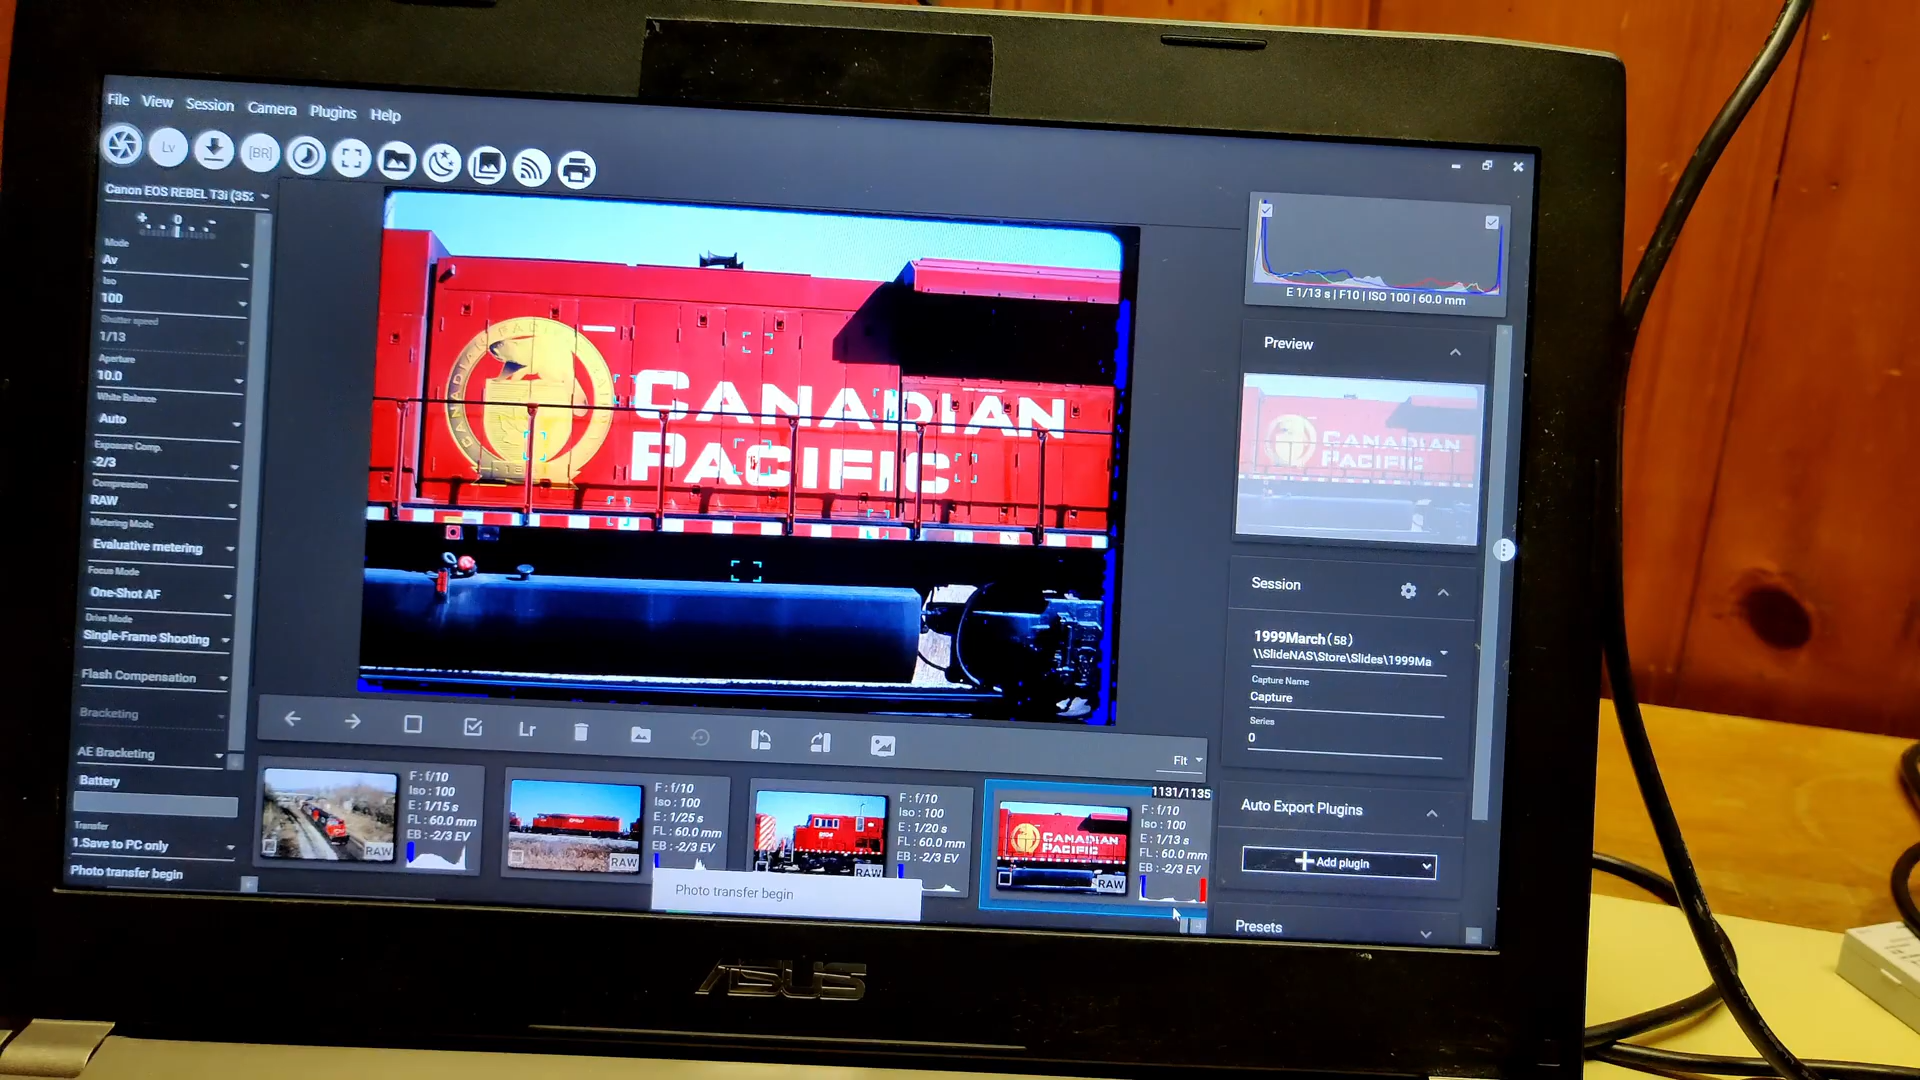 File View Session Camera Plugins Help
Lv
[BR]
Canon EOS REBEL T3i (35
+ 0 -
Mode
Av
Iso
100
Shutter speed
1/13
Aperture
10.0
White Balance
Auto
Exposure Comp.
-2/3
Compression
RAW
Metering Mode
Evaluative metering
Focus Mode
One-Shot AF
Drive Mode
Single-Frame Shooting
Flash Compensation
Bracketing
AE Bracketing
Battery
Transfer
1.Save to PC only
Photo transfer begin
CANADIAN
PACIFIC
E 1/13 s | F10 | ISO 100 | 60.0 mm
Preview
CANADIAN
PACIFIC
Session
1999March(58)
\\SlideNAS\Store\Slides\1999Ma
Capture Name
Capture
Series
0
Auto Export Plugins
Add plugin
Presets
Lr
Fit
F : f/10
Iso : 100
E : 1/15 s
FL : 60.0 mm
EB : -2/3 EV
RAW
F : f/10
Iso : 100
E : 1/25 s
FL : 60.0 mm
EB : -2/3 EV
RAW
F : f/10
Iso : 100
E : 1/20 s
FL : 60.0 mm
EB : -2/3 EV
RAW
1131/1135
F : f/10
Iso : 100
E : 1/13 s
FL : 60.0 mm
EB : -2/3 EV
CANADIAN
PACIFIC
RAW
Photo transfer begin
ASUS